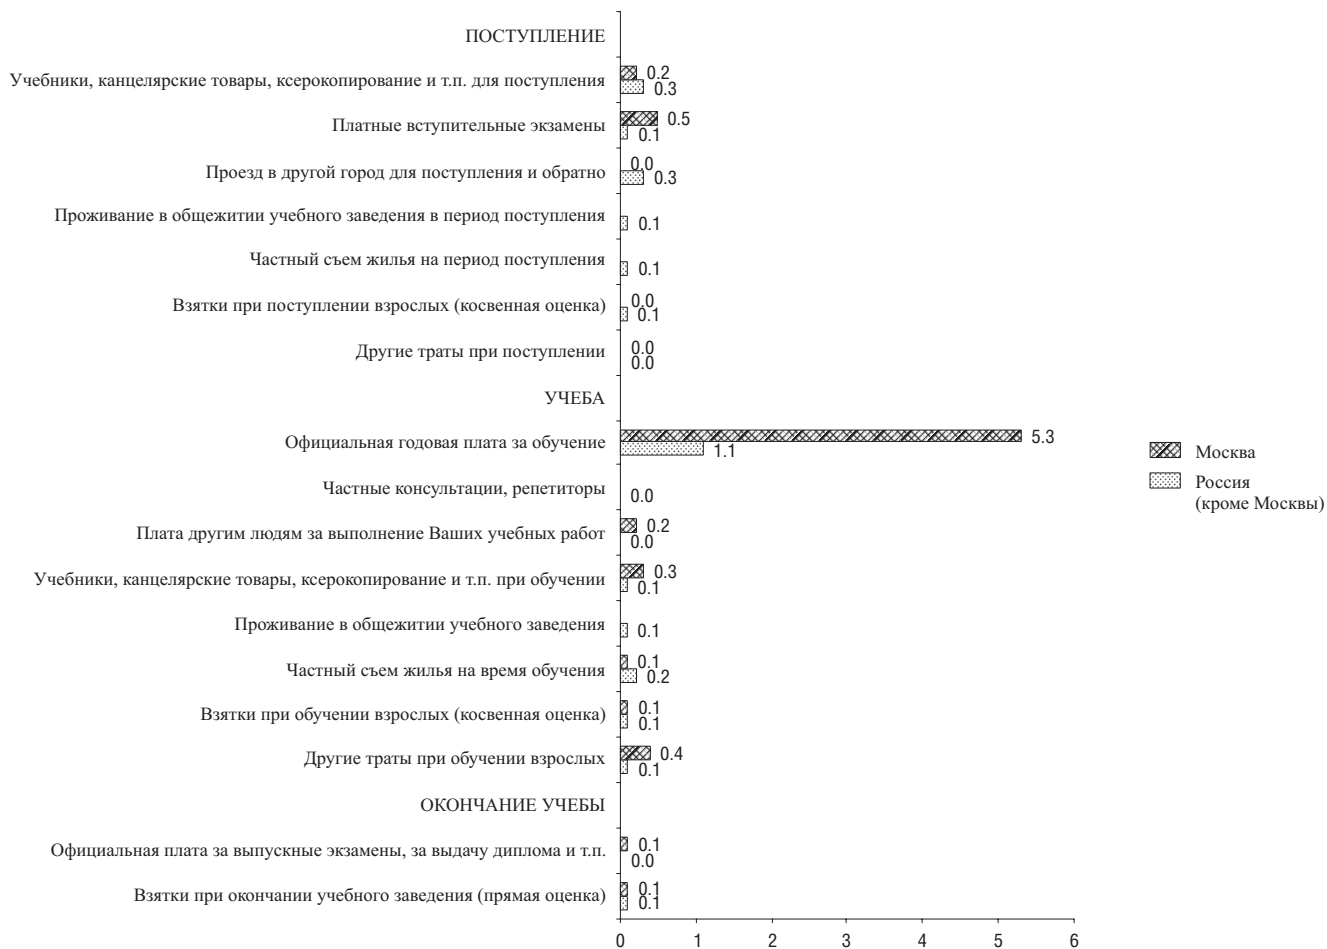 ПОСТУПЛЕНИЕ
Учебники, канцелярские товары, ксерокопирование и т.п. для поступления
0.2
0.3
Платные вступительные экзамены
0.5
0.1
Проезд в другой город для поступления и обратно
0.0
0.3
Проживание в общежитии учебного заведения в период поступления
0.1
Частный съем жилья на период поступления
0.1
Взятки при поступлении взрослых (косвенная оценка)
0.0
0.1
Другие траты при поступлении
0.0
0.0
УЧЕБА
Официальная годовая плата за обучение
5.3
1.1
Частные консультации, репетиторы
0.0
Плата другим людям за выполнение Ваших учебных работ
0.2
0.0
Учебники, канцелярские товары, ксерокопирование и т.п. при обучении
0.3
0.1
Проживание в общежитии учебного заведения
0.1
Частный съем жилья на время обучения
0.1
0.2
Взятки при обучении взрослых (косвенная оценка)
0.1
0.1
Другие траты при обучении взрослых
0.4
0.1
ОКОНЧАНИЕ УЧЕБЫ
Официальная плата за выпускные экзамены, за выдачу диплома и т.п.
0.1
0.0
Взятки при окончании учебного заведения (прямая оценка)
0.1
0.1
0 1 2 3 4 5 6
Москва
Россия
(кроме Москвы)